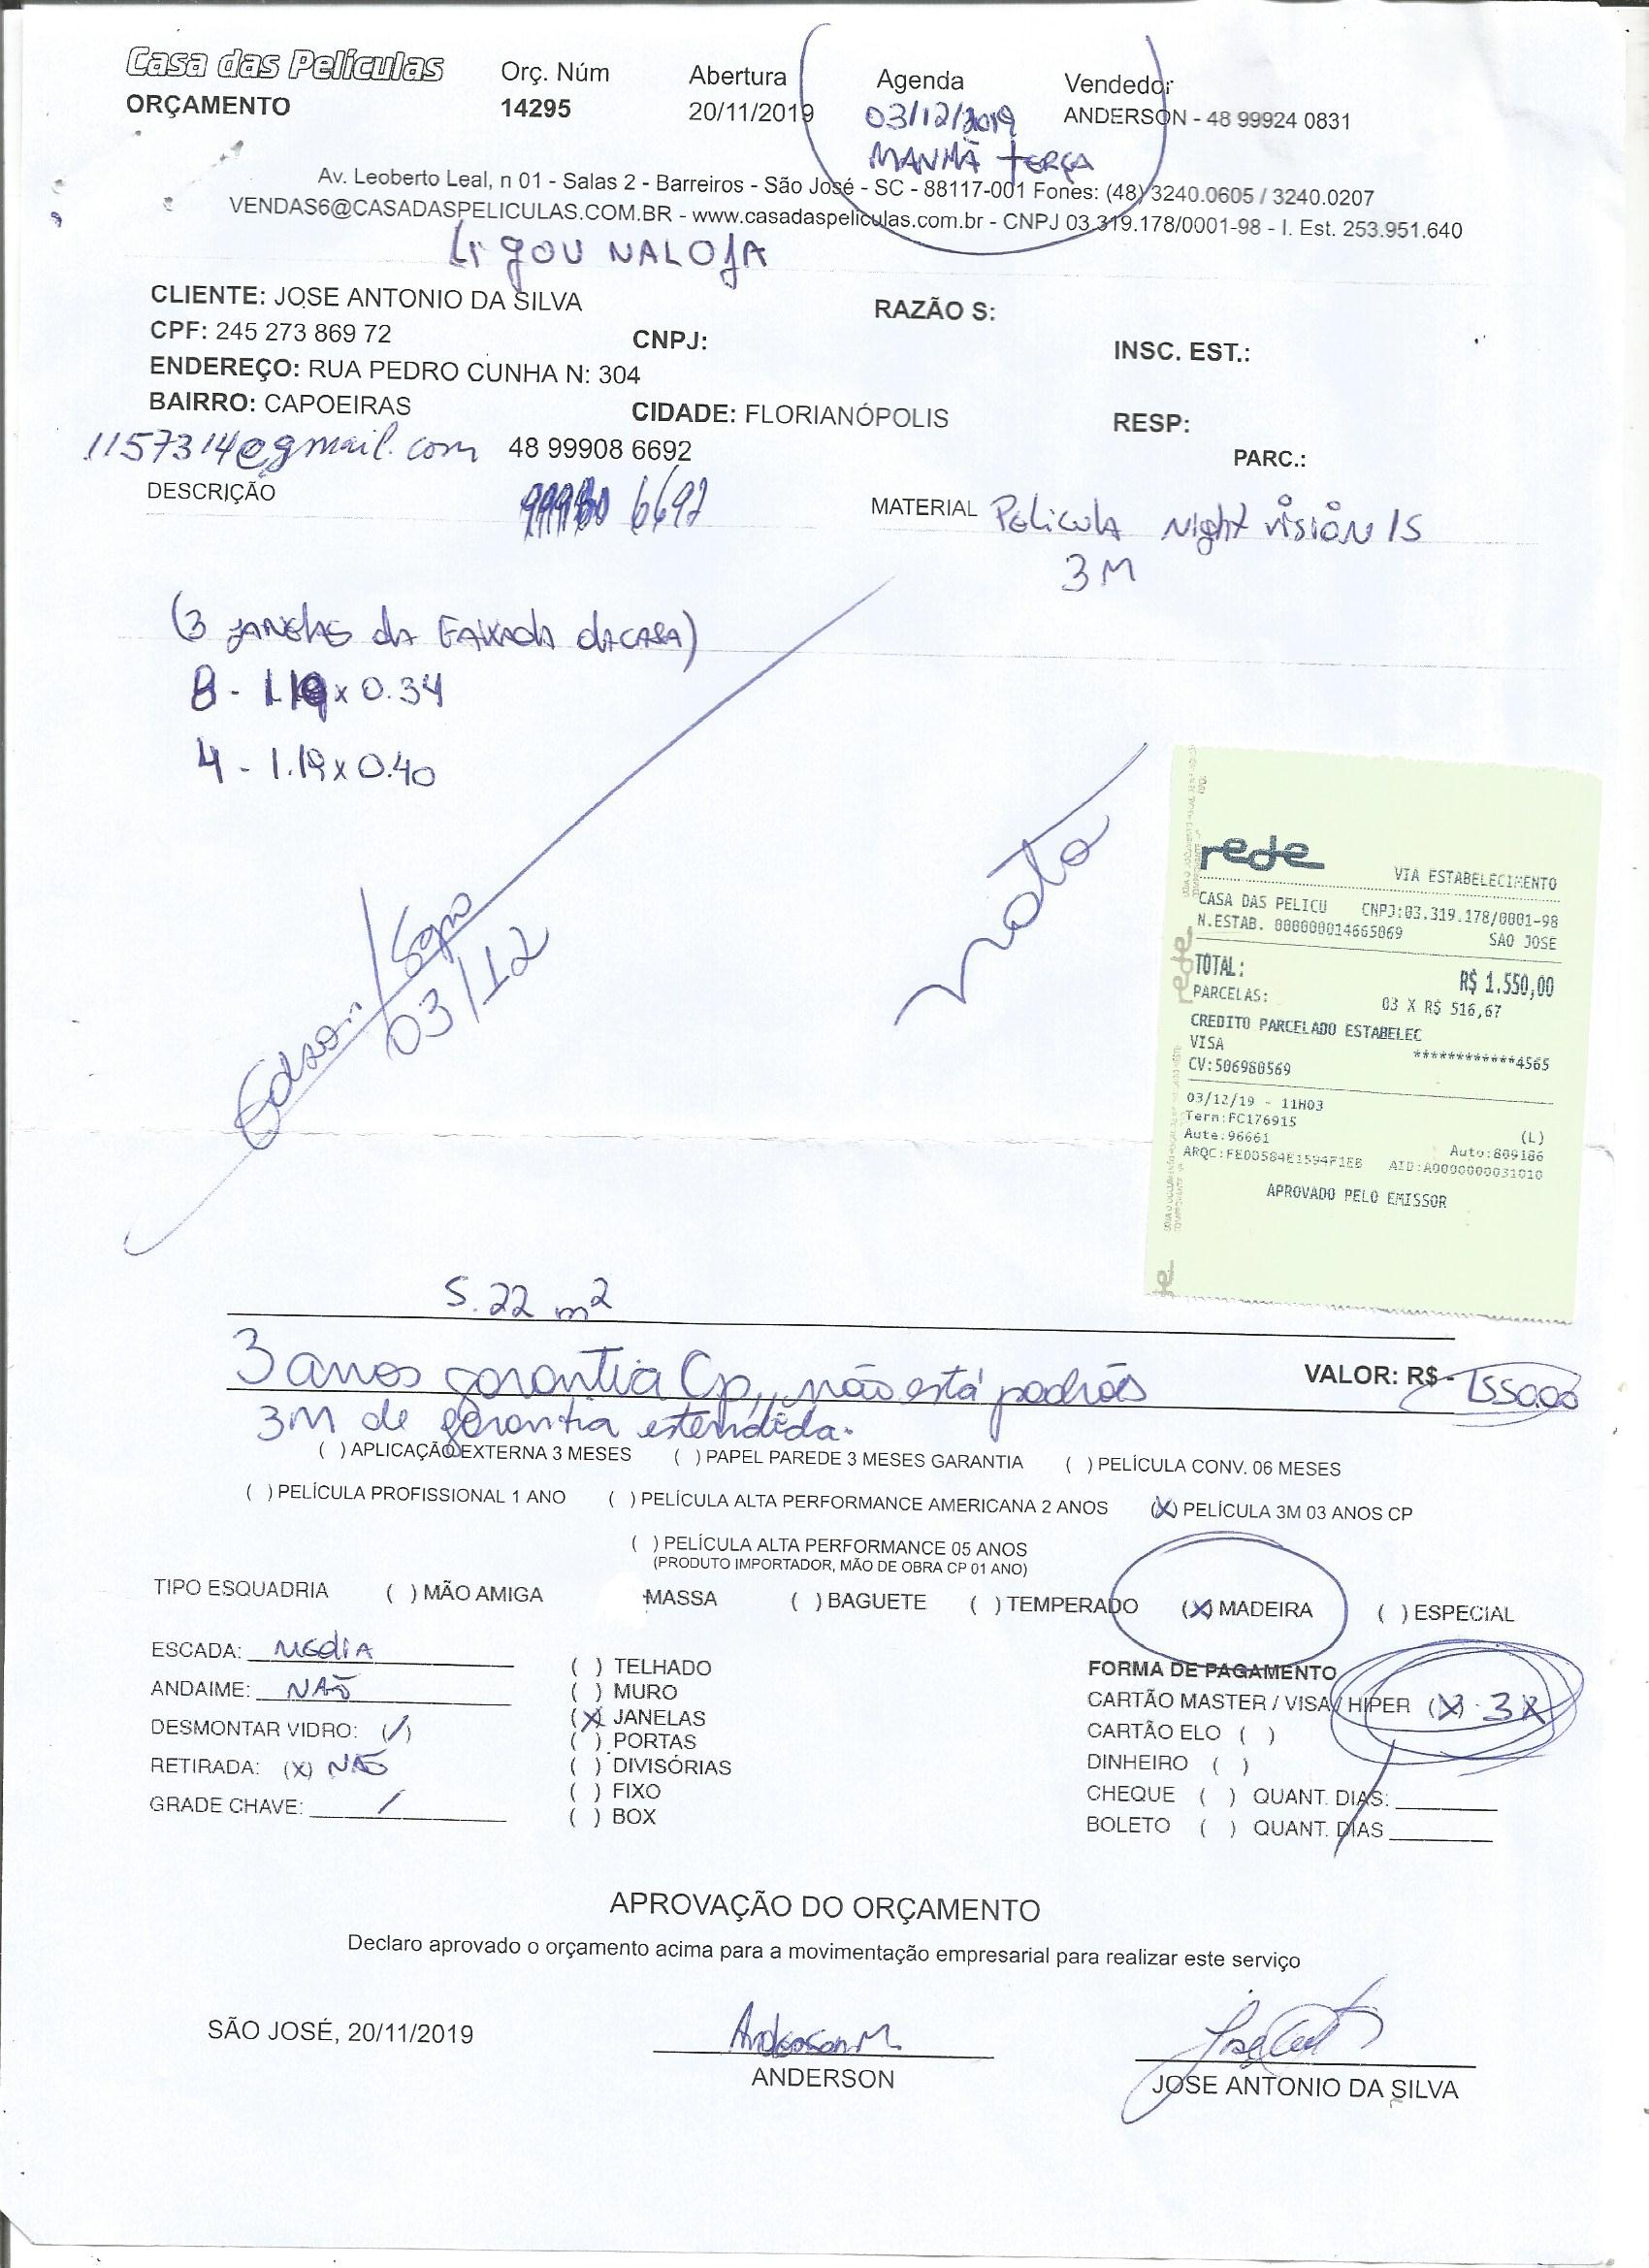 Casa das Películas
ORÇAMENTO
Orç. Núm
14295
Abertura
20/11/2019
Agenda
03/12/2019
MANHÃ TERÇA
Vendedor
ANDERSON - 48 99924 0831
Av. Leoberto Leal, n 01 - Salas 2 - Barreiros - São José - SC - 88117-001 Fones: (48) 3240.0605 / 3240.0207
VENDAS6@CASADASPELICULAS.COM.BR - www.casadaspeliculas.com.br - CNPJ 03.319.178/0001-98 - I. Est. 253.951.640
Ligou NA LOJA
CLIENTE: JOSE ANTONIO DA SILVA
RAZÃO S:
CPF: 245 273 869 72
CNPJ:
INSC. EST.:
ENDEREÇO: RUA PEDRO CUNHA N: 304
BAIRRO: CAPOEIRAS
CIDADE: FLORIANÓPOLIS
RESP:
1157314@gmail.com 48 99908 6692
PARC.:
DESCRIÇÃO
6692
MATERIAL Película Night visión 15
3M
(3 JANELAS da FAIXADA da CASA)
8 - 1.19 x 0.34
4 - 1.19 x 0.40
Edson /
03/12
nota
rede
VIA ESTABELECIMENTO
CASA DAS PELICU CNPJ:03.319.178/0001-98
N.ESTAB. 000000014665069 SAO JOSE
TOTAL: R$ 1.550,00
PARCELAS: 03 X R$ 516,67
CREDITO PARCELADO ESTABELEC
VISA ************4565
CV:506980569
03/12/19 - 11H03
Term:FC176915 (L)
Aute:96661 Auto:809186
ARQC:FE00584E1594F1EB AID:A0000000031010
APROVADO PELO EMISSOR
5.22 m²
3 anos garantia Cp, não está padrões
VALOR: R$ - 1550,00
3M de garantia estendida.
( ) APLICAÇÃO EXTERNA 3 MESES ( ) PAPEL PAREDE 3 MESES GARANTIA ( ) PELÍCULA CONV. 06 MESES
( ) PELÍCULA PROFISSIONAL 1 ANO ( ) PELÍCULA ALTA PERFORMANCE AMERICANA 2 ANOS (X) PELÍCULA 3M 03 ANOS CP
( ) PELÍCULA ALTA PERFORMANCE 05 ANOS
(PRODUTO IMPORTADOR, MÃO DE OBRA CP 01 ANO)
TIPO ESQUADRIA ( ) MÃO AMIGA MASSA ( ) BAGUETE ( ) TEMPERADO (X) MADEIRA ( ) ESPECIAL
ESCADA: MEdiA
ANDAIME: NÃO
DESMONTAR VIDRO: (/)
RETIRADA: (X) NÃO
GRADE CHAVE: /
( ) TELHADO
( ) MURO
(X) JANELAS
( ) PORTAS
( ) DIVISÓRIAS
( ) FIXO
( ) BOX
FORMA DE PAGAMENTO
CARTÃO MASTER / VISA / HIPER (X) 3X
CARTÃO ELO ( )
DINHEIRO ( )
CHEQUE ( ) QUANT. DIAS:
BOLETO ( ) QUANT. DIAS
APROVAÇÃO DO ORÇAMENTO
Declaro aprovado o orçamento acima para a movimentação empresarial para realizar este serviço
SÃO JOSÉ, 20/11/2019
Anderson M.
ANDERSON
JOSE ANTONIO DA SILVA